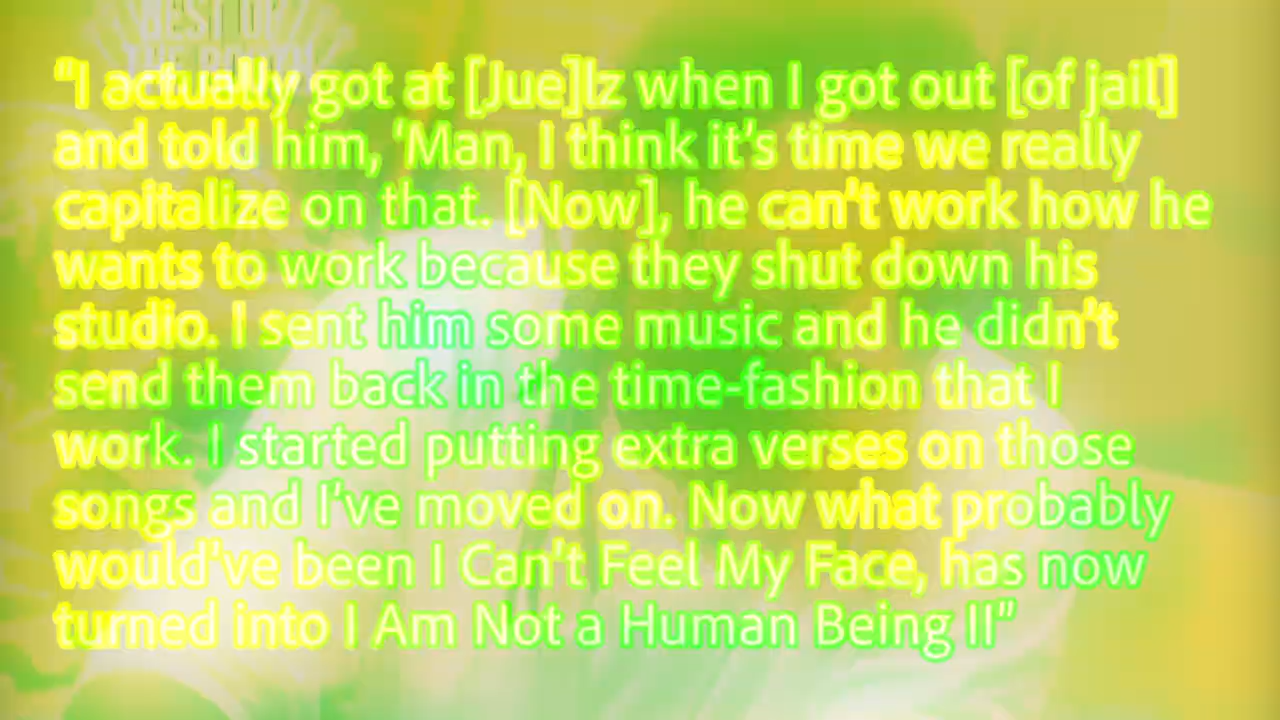 BEST OF
THE BOOTH
"I actually got at [Jue]lz when I got out [of jail]
and told him, 'Man, I think it's time we really
capitalize on that. [Now], he can't work how he
wants to work because they shut down his
studio. I sent him some music and he didn't
send them back in the time-fashion that I
work. I started putting extra verses on those
songs and I've moved on. Now what probably
would've been I Can't Feel My Face, has now
turned into I Am Not a Human Being II"